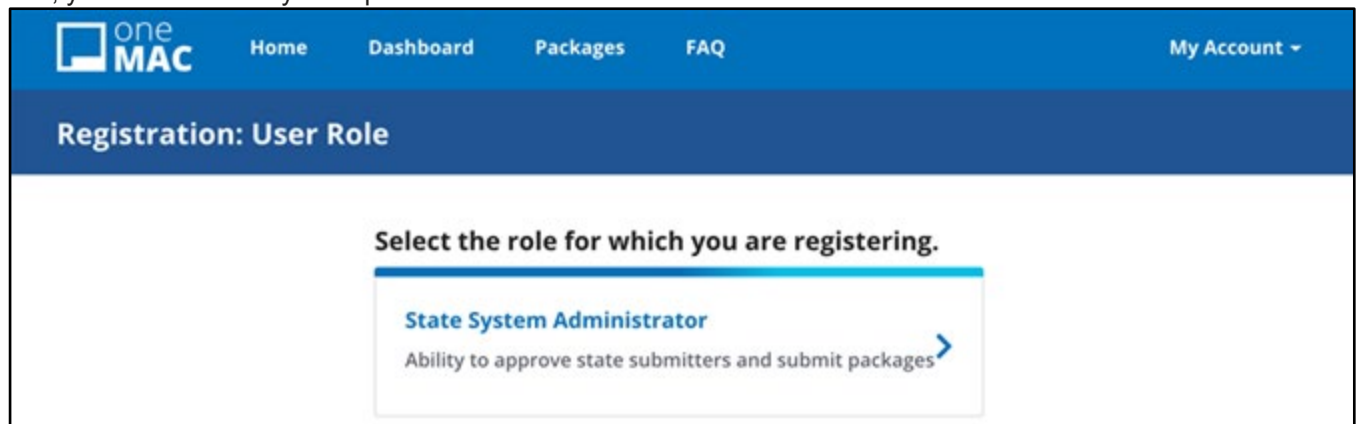 one
MAC
Home Dashboard Packages FAQ My Account
Registration: User Role
Select the role for which you are registering.
State System Administrator
Ability to approve state submitters and submit packages